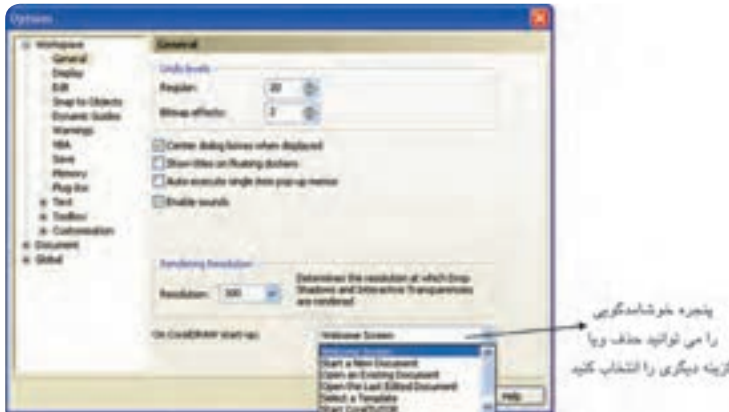 Options
Workspace
General
Display
Edit
Snap to Objects
Dynamic Guides
Warnings
VBA
Save
Memory
Plug-Ins
Text
Toolbox
Customization
Document
Global
General
Undo levels
Regular: 20
Bitmap effects: 2
Center dialog boxes when displayed
Show titles on floating dockers
Auto-execute single item pop-up menus
Enable sounds
Rendering Resolution
Resolution: 300
Determines the resolution at which Drop
Shadows and Interactive Transparencies
are rendered
On CorelDRAW start-up: Welcome Screen
Welcome Screen
Start a New Document
Open an Existing Document
Open the Last Edited Document
Select a Template
Start CorelTUTOR
Help
پنجره خوشامدگویی
را می توانید حذف ویا
گزینه دیگری را انتخاب کنید